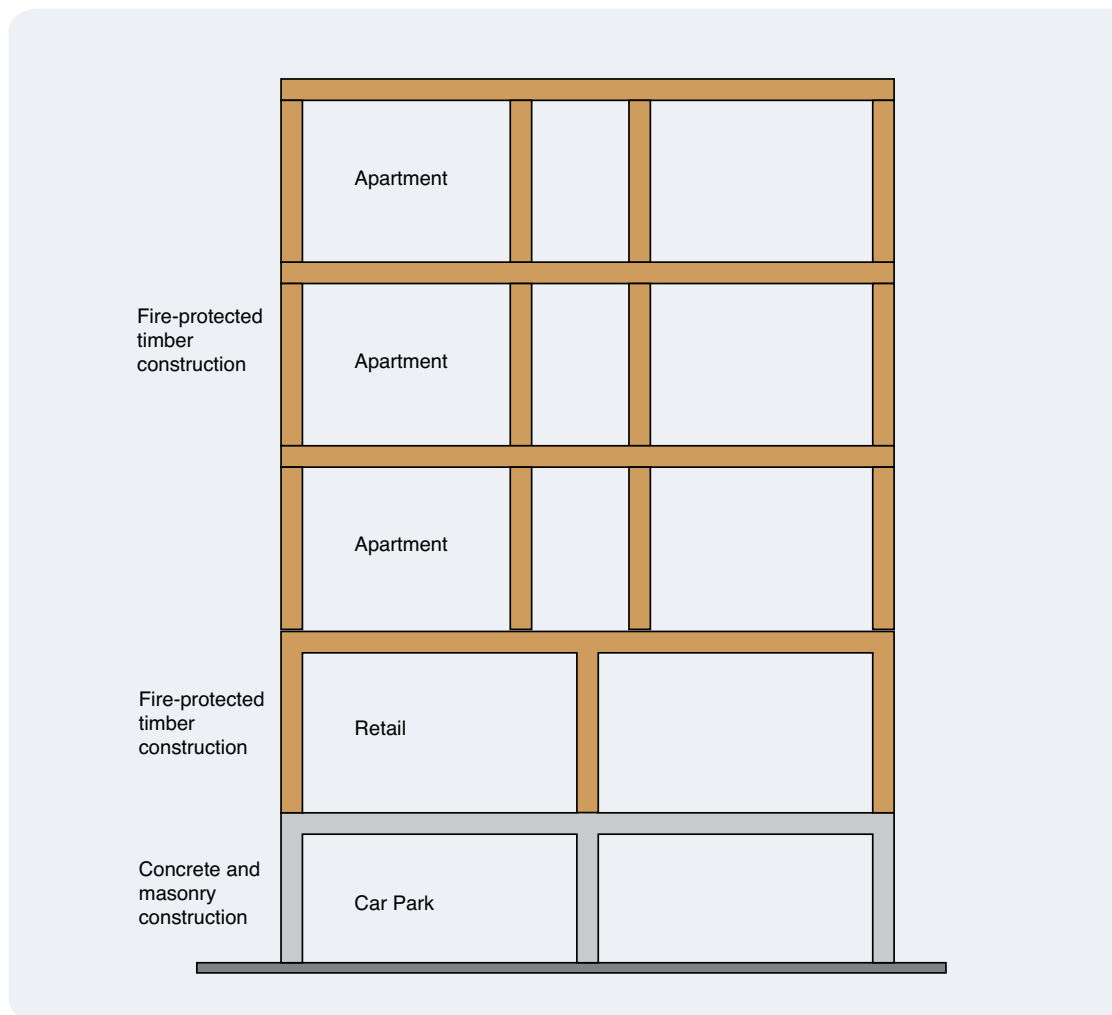 Apartment
Fire-protected
timber
construction
Apartment
Apartment
Fire-protected
timber
construction
Retail
Concrete and
masonry
construction
Car Park